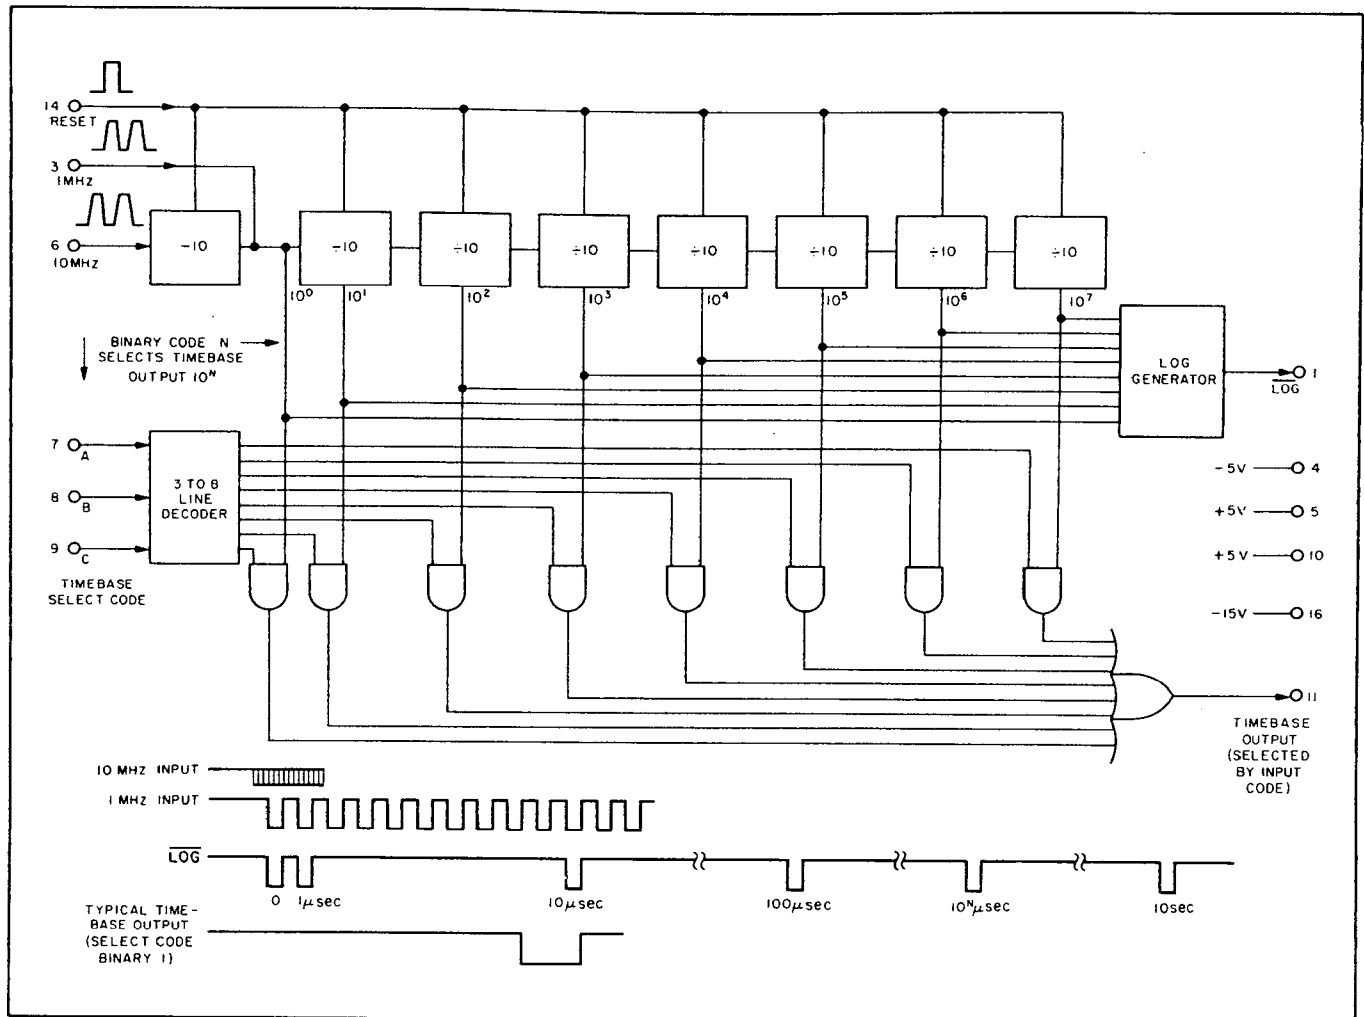 14
RESET
3
1MHZ
6
10MHZ
−10
÷10
÷10
÷10
÷10
÷10
÷10
÷10
10⁰
10¹
10²
10³
10⁴
10⁵
10⁶
10⁷
BINARY CODE N
SELECTS TIMEBASE
OUTPUT 10ᴺ
LOG
GENERATOR
1
LOG
7
A
8
B
9
C
3 TO 8
LINE
DECODER
TIMEBASE
SELECT CODE
-5V
4
+5V
5
+5V
10
-15V
16
11
TIMEBASE
OUTPUT
(SELECTED
BY INPUT
CODE)
10 MHZ INPUT
1 MHZ INPUT
LOG
0
1µsec
10µsec
100µsec
10ᴺµsec
10sec
TYPICAL TIME-
BASE OUTPUT
(SELECT CODE
BINARY 1)